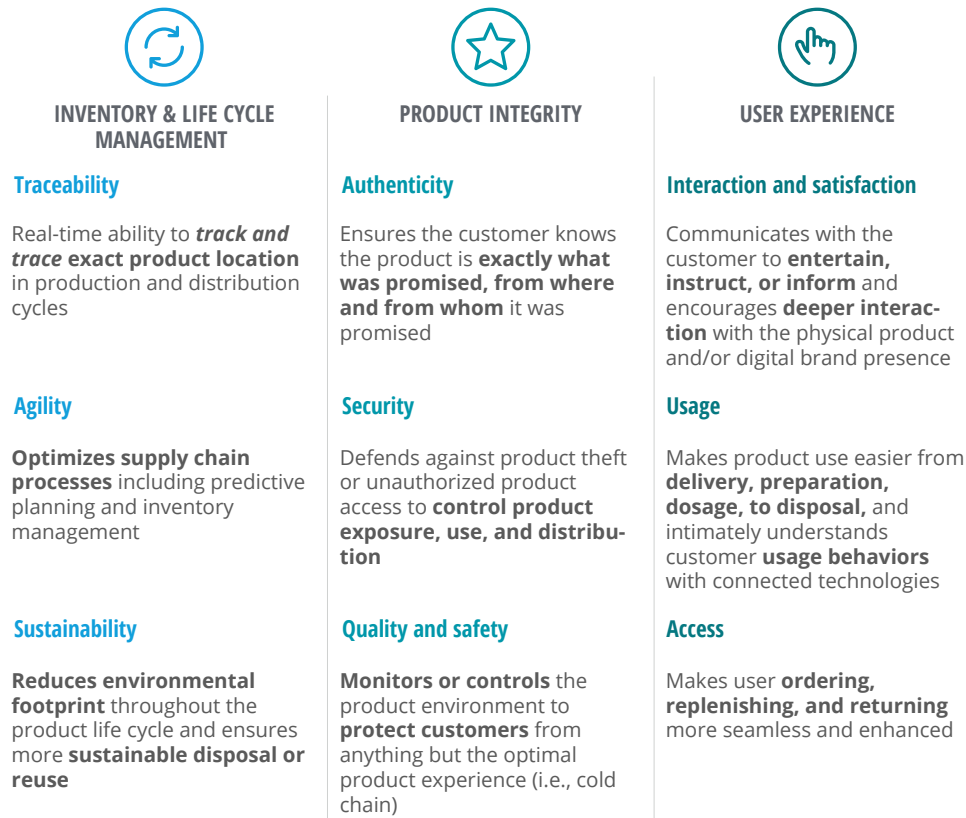 INVENTORY & LIFE CYCLE
MANAGEMENT
Traceability
Real-time ability to track and
trace exact product location
in production and distribution
cycles
Agility
Optimizes supply chain
processes including predictive
planning and inventory
management
Sustainability
Reduces environmental
footprint throughout the
product life cycle and ensures
more sustainable disposal or
reuse
PRODUCT INTEGRITY
Authenticity
Ensures the customer knows
the product is exactly what
was promised, from where
and from whom it was
promised
Security
Defends against product theft
or unauthorized product
access to control product
exposure, use, and distribu-
tion
Quality and safety
Monitors or controls the
product environment to
protect customers from
anything but the optimal
product experience (i.e., cold
chain)
USER EXPERIENCE
Interaction and satisfaction
Communicates with the
customer to entertain,
instruct, or inform and
encourages deeper interac-
tion with the physical product
and/or digital brand presence
Usage
Makes product use easier from
delivery, preparation,
dosage, to disposal, and
intimately understands
customer usage behaviors
with connected technologies
Access
Makes user ordering,
replenishing, and returning
more seamless and enhanced